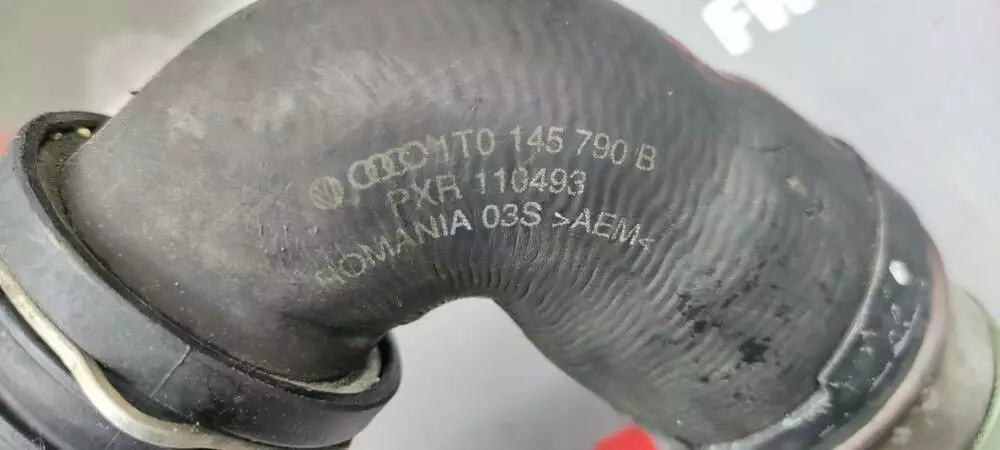 1T0 145 790 B
PXR 110493
ROMANIA 03S >AEM<